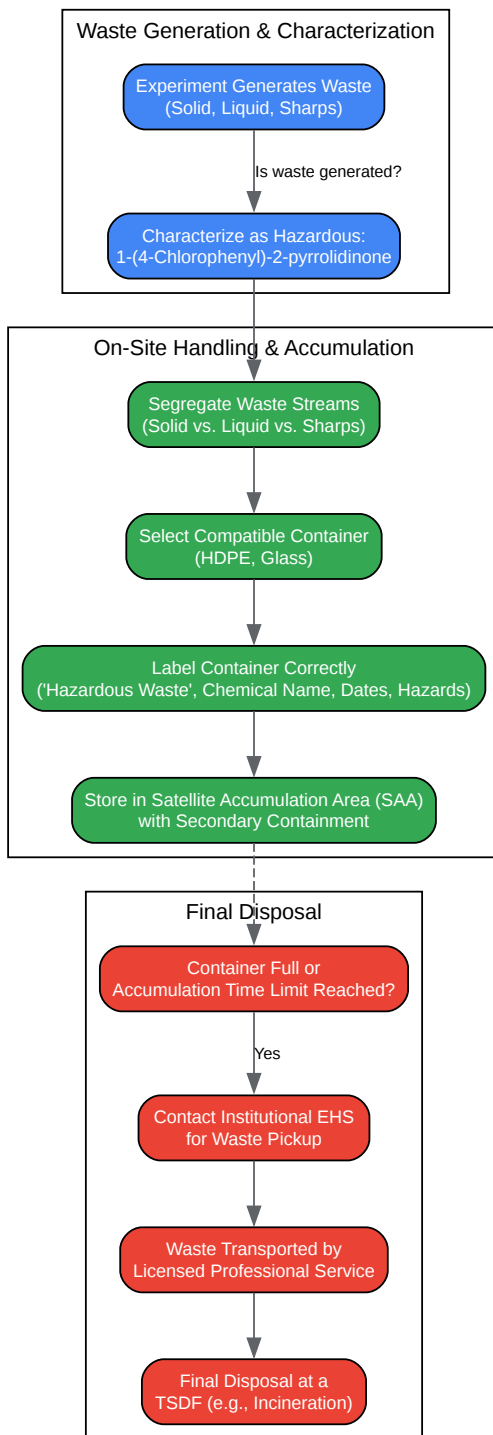 Waste Generation & Characterization
Experiment Generates Waste
(Solid, Liquid, Sharps)
Is waste generated?
Characterize as Hazardous:
1-(4-Chlorophenyl)-2-pyrrolidinone
On-Site Handling & Accumulation
Segregate Waste Streams
(Solid vs. Liquid vs. Sharps)
Select Compatible Container
(HDPE, Glass)
Label Container Correctly
('Hazardous Waste', Chemical Name, Dates, Hazards)
Store in Satellite Accumulation Area (SAA)
with Secondary Containment
Final Disposal
Container Full or
Accumulation Time Limit Reached?
Yes
Contact Institutional EHS
for Waste Pickup
Waste Transported by
Licensed Professional Service
Final Disposal at a
TSDF (e.g., Incineration)